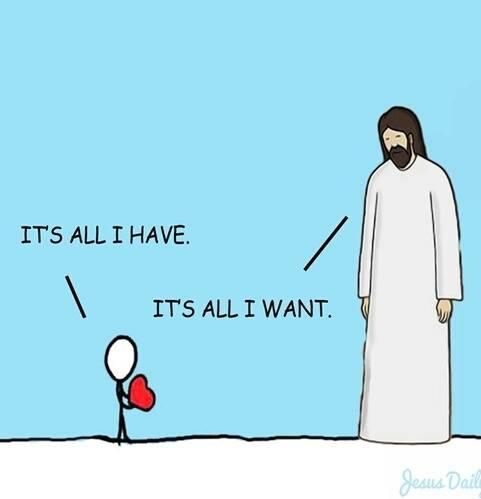 IT'S ALL I HAVE.
IT'S ALL I WANT.
Jesus Daily